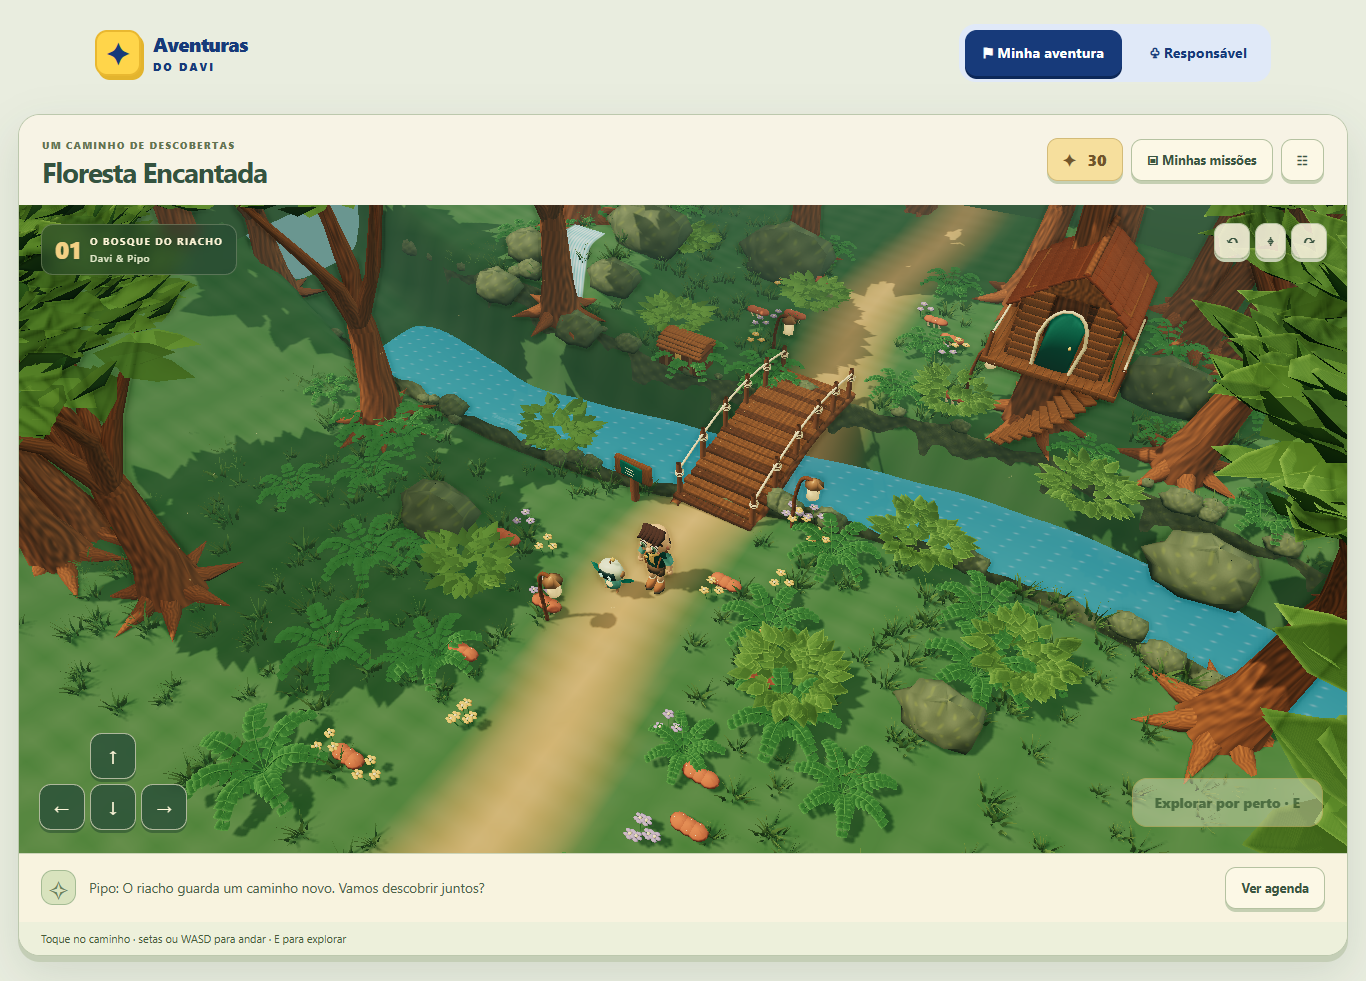 Aventuras
DO DAVI
Minha aventura
Responsável
UM CAMINHO DE DESCOBERTAS
Floresta Encantada
30
Minhas missões
01
O BOSQUE DO RIACHO
Davi & Pipo
Explorar por perto · E
Pipo: O riacho guarda um caminho novo. Vamos descobrir juntos?
Ver agenda
Toque no caminho · setas ou WASD para andar · E para explorar